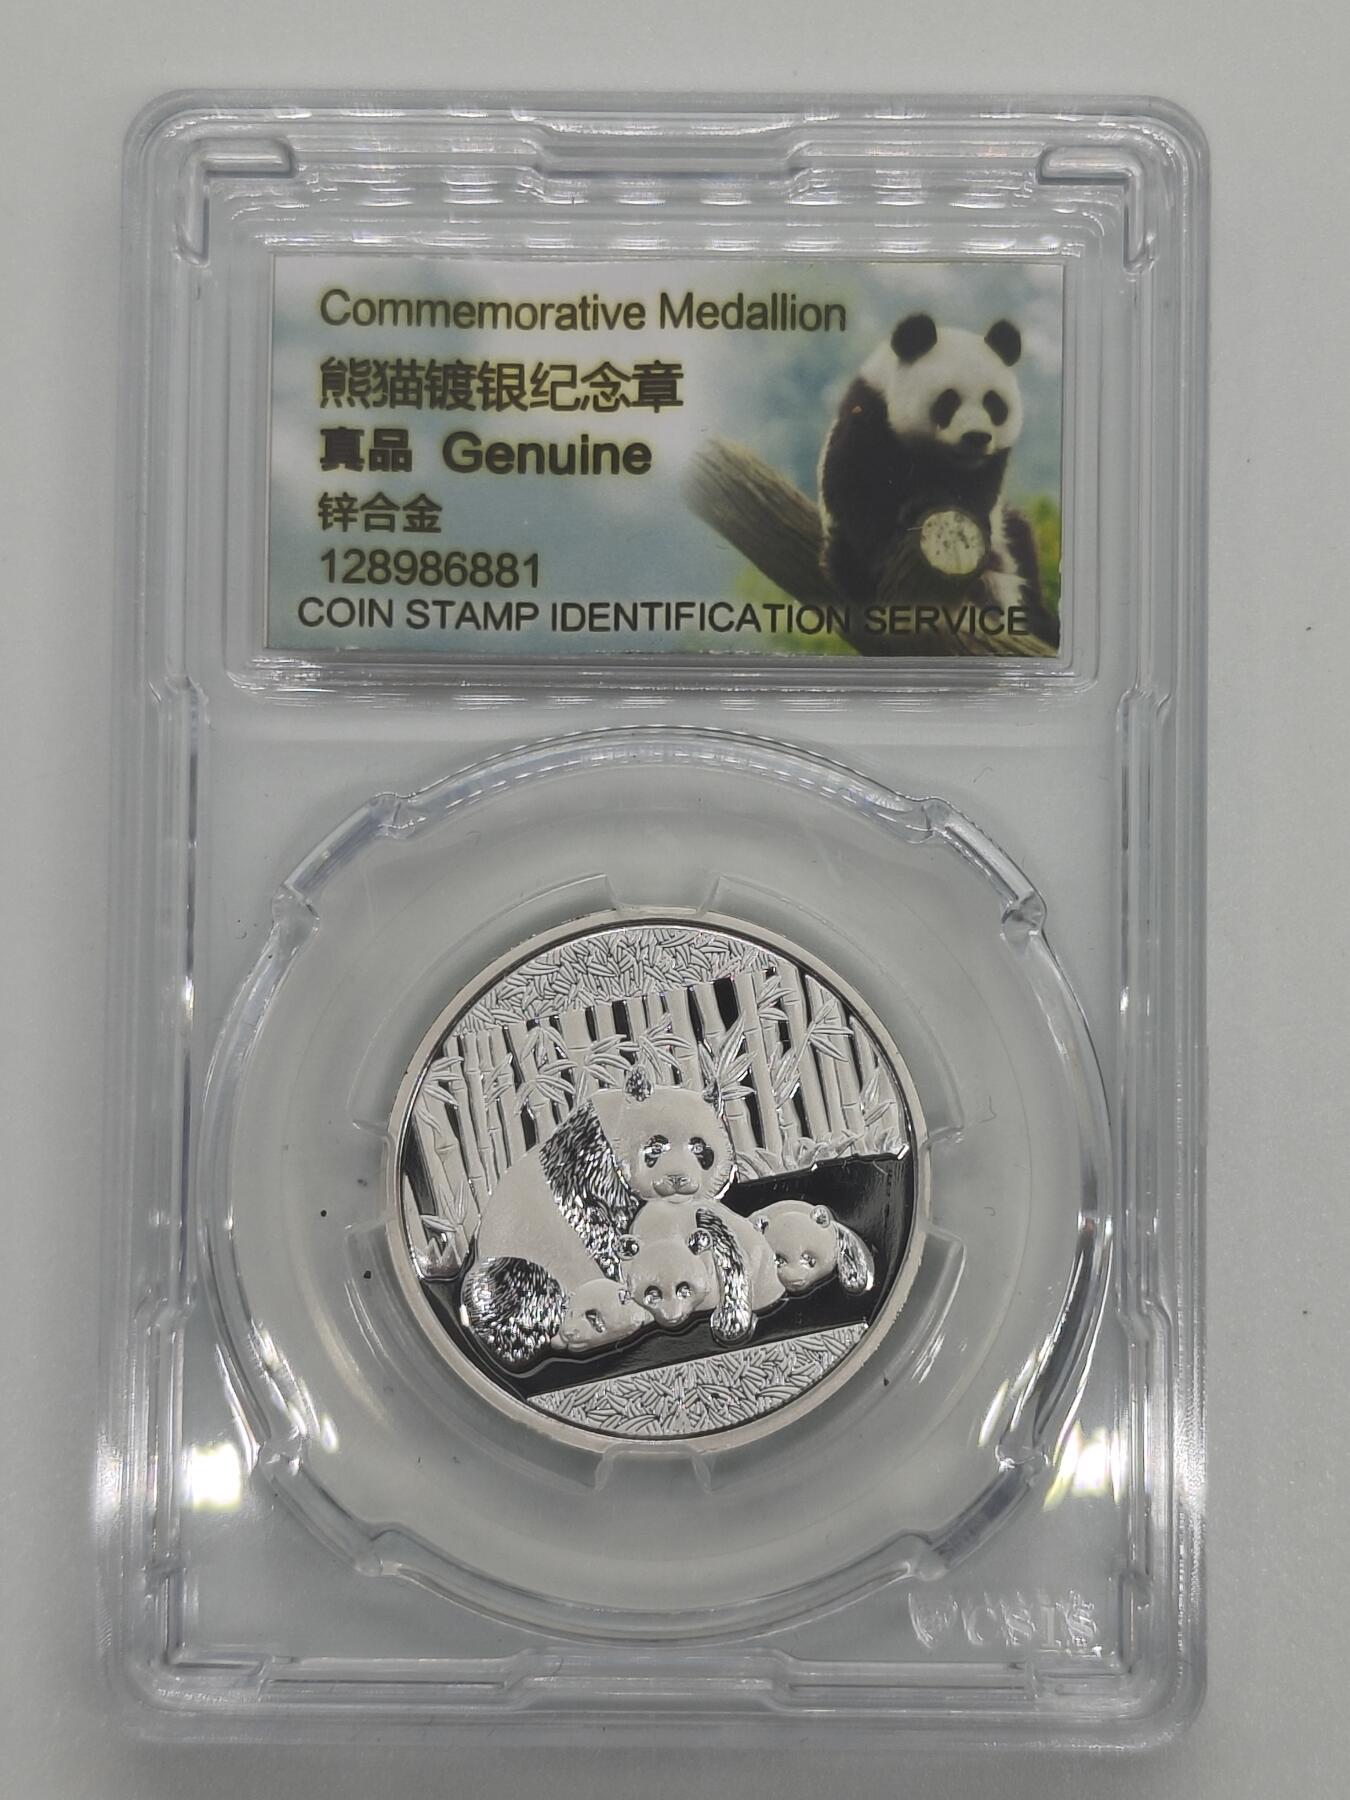 Commemorative Medallion
熊猫镀银纪念章
真品 Genuine
锌合金
128986881
COIN STAMP IDENTIFICATION SERVICE
CSIS